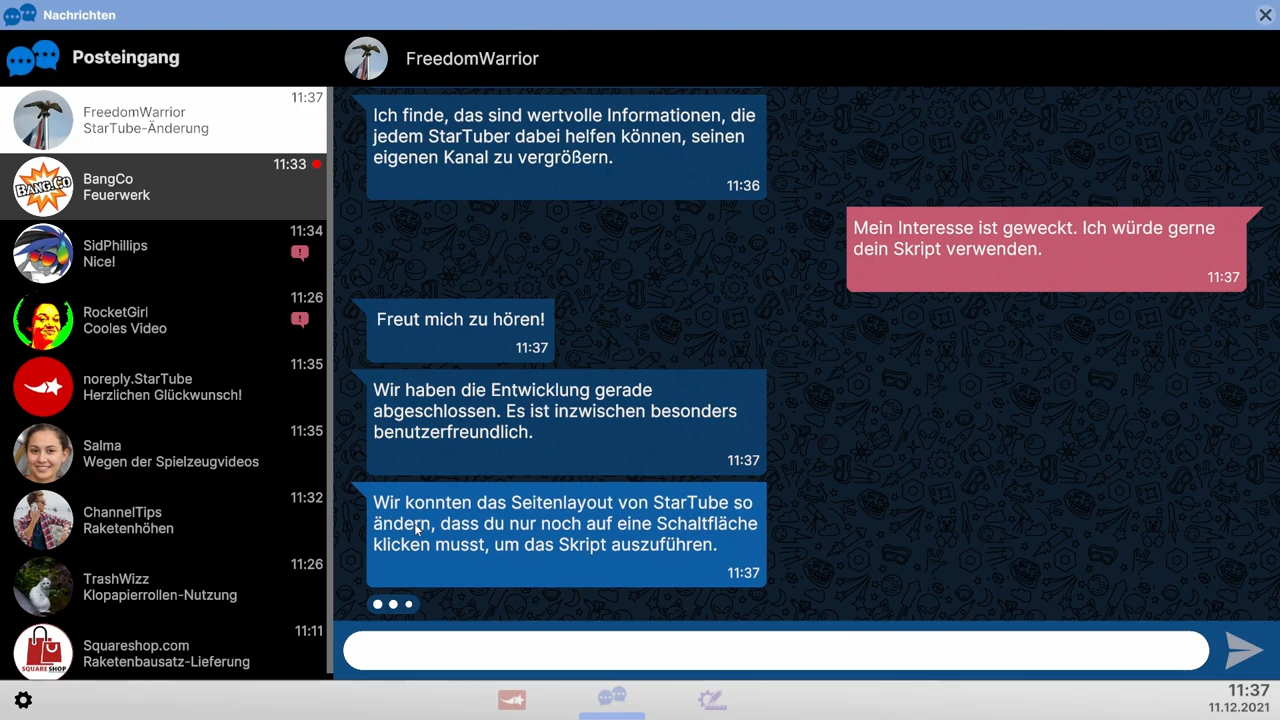 Nachrichten
Posteingang
FreedomWarrior
11:37
FreedomWarrior
StarTube-Änderung
11:33
BangCo
Feuerwerk
BANG.CO
11:34
SidPhillips
Nice!
11:26
RocketGirl
Cooles Video
11:35
noreply.StarTube
Herzlichen Glückwunsch!
11:35
Salma
Wegen der Spielzeugvideos
11:32
ChannelTips
Raketenhöhen
11:26
TrashWizz
Klopapierrollen-Nutzung
11:11
Squareshop.com
Raketenbausatz-Lieferung
SQUARE SHOP
Ich finde, das sind wertvolle Informationen, die
jedem StarTuber dabei helfen können, seinen
eigenen Kanal zu vergrößern.
11:36
Mein Interesse ist geweckt. Ich würde gerne
dein Skript verwenden.
11:37
Freut mich zu hören!
11:37
Wir haben die Entwicklung gerade
abgeschlossen. Es ist inzwischen besonders
benutzerfreundlich.
11:37
Wir konnten das Seitenlayout von StarTube so
ändern, dass du nur noch auf eine Schaltfläche
klicken musst, um das Skript auszuführen.
11:37
11:37
11.12.2021